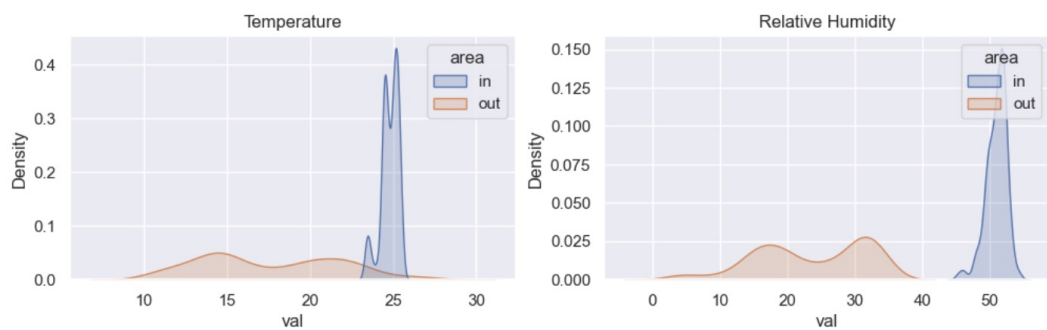 Temperature
0.4
0.3
0.2
0.1
0.0
Density
10 15 20 25 30
val
area
in
out
Relative Humidity
0.150
0.125
0.100
0.075
0.050
0.025
0.000
Density
0 10 20 30 40 50
val
area
in
out